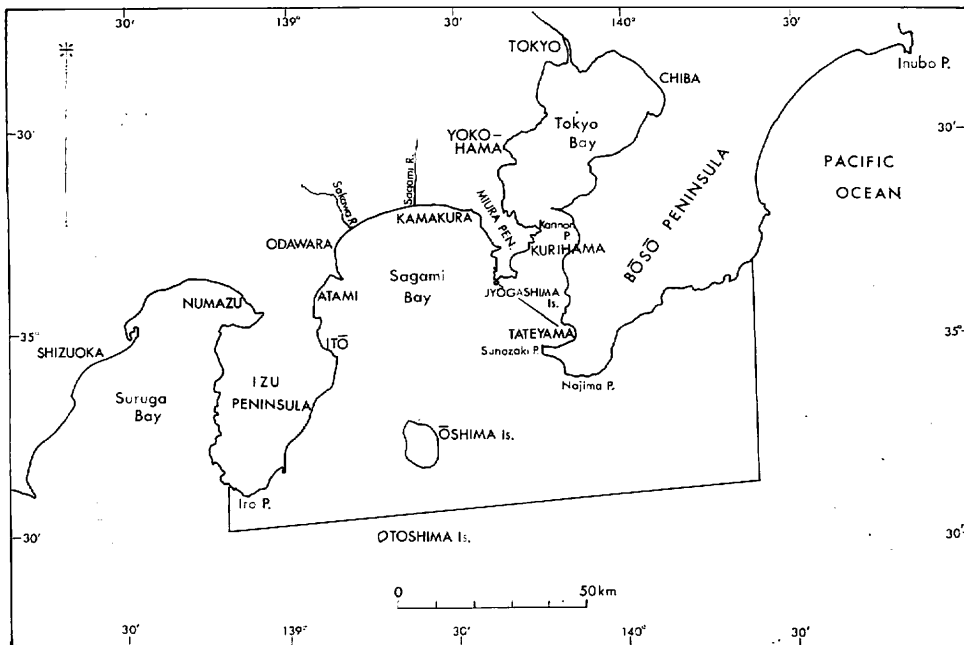 30′ 139° 30′ 140° 30′
TOKYO
CHIBA
Inubo P.
30′
YOKO–
HAMA
Tokyo
Bay
30′
PACIFIC
OCEAN
BŌSŌ PENINSULA
Sakawa R.
Sagami R.
KAMAKURA
MIURA PEN.
Kannon
P.
KURIHAMA
ODAWARA
Sagami
Bay
NUMAZU
ATAMI
JYOGASHIMA
Is.
35°
ITŌ
TATEYAMA
35°
SHIZUOKA
Sunozaki P.
Nojima P.
IZU
PENINSULA
Suruga
Bay
ŌSHIMA Is.
Iro P.
30′
OTOSHIMA Is.
30′
0 50km
30′ 139° 30′ 140° 30′